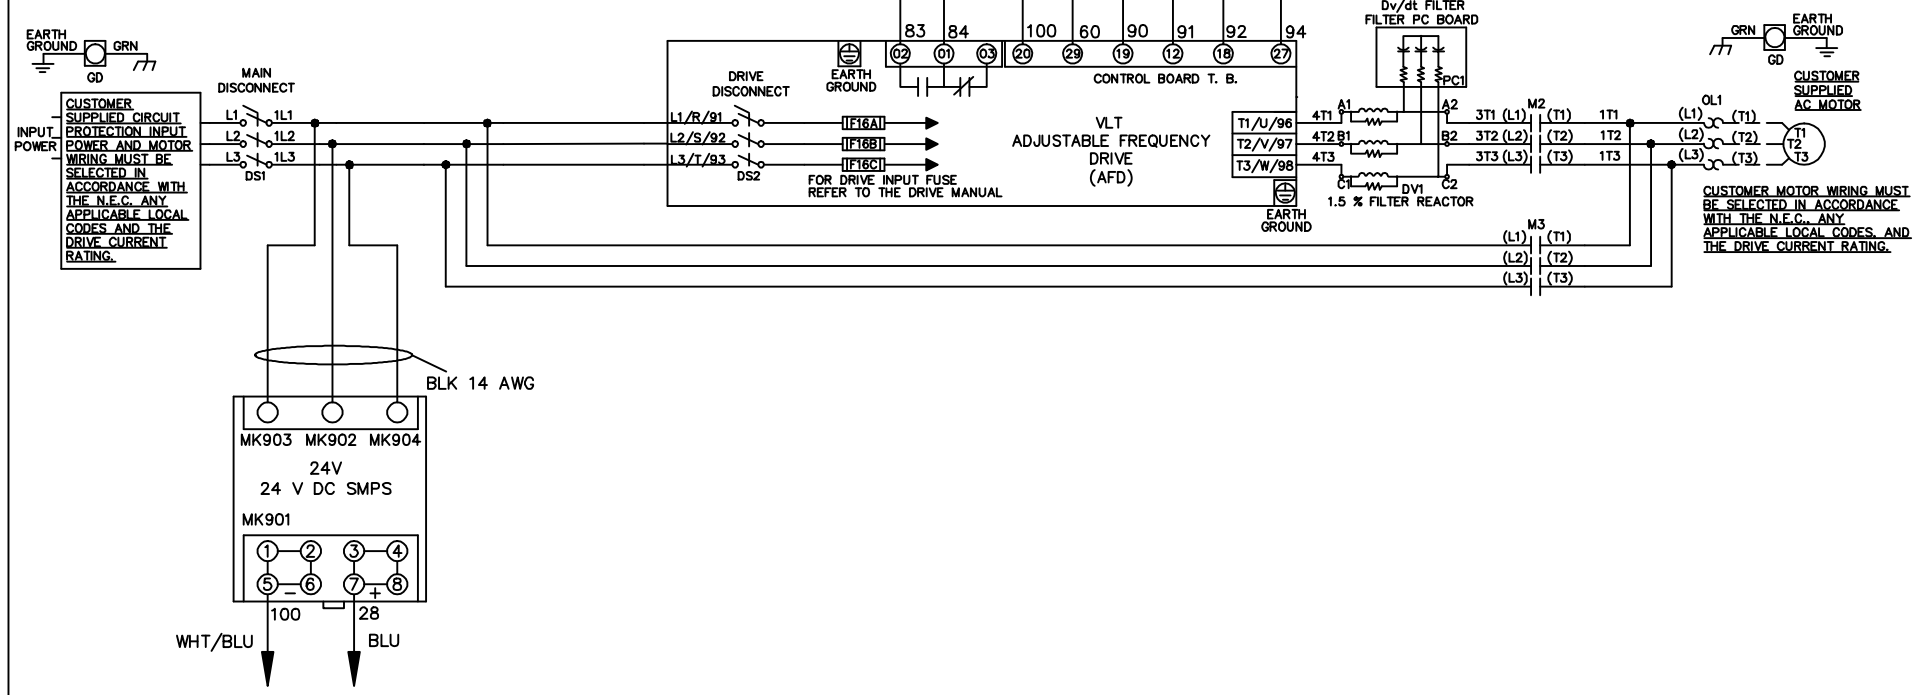 Dv/dt FILTER
FILTER PC BOARD
83 84 100 60 90 91 92 94
EARTH
GROUND
GRN
GD
GRN
EARTH
GROUND
GD
02 01 03 20 29 19 12 18 27
EARTH
GROUND
CONTROL BOARD T. B.
PC1
MAIN
DISCONNECT
DRIVE
DISCONNECT
CUSTOMER
SUPPLIED
AC MOTOR
INPUT
POWER
CUSTOMER
SUPPLIED CIRCUIT
PROTECTION INPUT
POWER AND MOTOR
WIRING MUST BE
SELECTED IN
ACCORDANCE WITH
THE N.E.C. ANY
APPLICABLE LOCAL
CODES AND THE
DRIVE CURRENT
RATING.
L1 1L1
L2 1L2
L3 1L3
DS1
L1/R/91
L2/S/92
L3/T/93
DS2
F16A
F16B
F16C
FOR DRIVE INPUT FUSE
REFER TO THE DRIVE MANUAL
VLT
ADJUSTABLE FREQUENCY
DRIVE
(AFD)
T1/U/96
T2/V/97
T3/W/98
EARTH
GROUND
4T1 A1 A2
4T2 B1 B2
4T3
C1 C2
DV1
1.5 % FILTER REACTOR
M2
3T1 (L1) (T1) 1T1
3T2 (L2) (T2) 1T2
3T3 (L3) (T3) 1T3
OL1
(L1) (T1)
(L2) (T2)
(L3) (T3)
T1
T2
T3
CUSTOMER MOTOR WIRING MUST
BE SELECTED IN ACCORDANCE
WITH THE N.E.C., ANY
APPLICABLE LOCAL CODES, AND
THE DRIVE CURRENT RATING.
M3
(L1) (T1)
(L2) (T2)
(L3) (T3)
BLK 14 AWG
MK903 MK902 MK904
24V
24 V DC SMPS
MK901
1 2 3 4
5 6 7 8
− +
100 28
WHT/BLU BLU